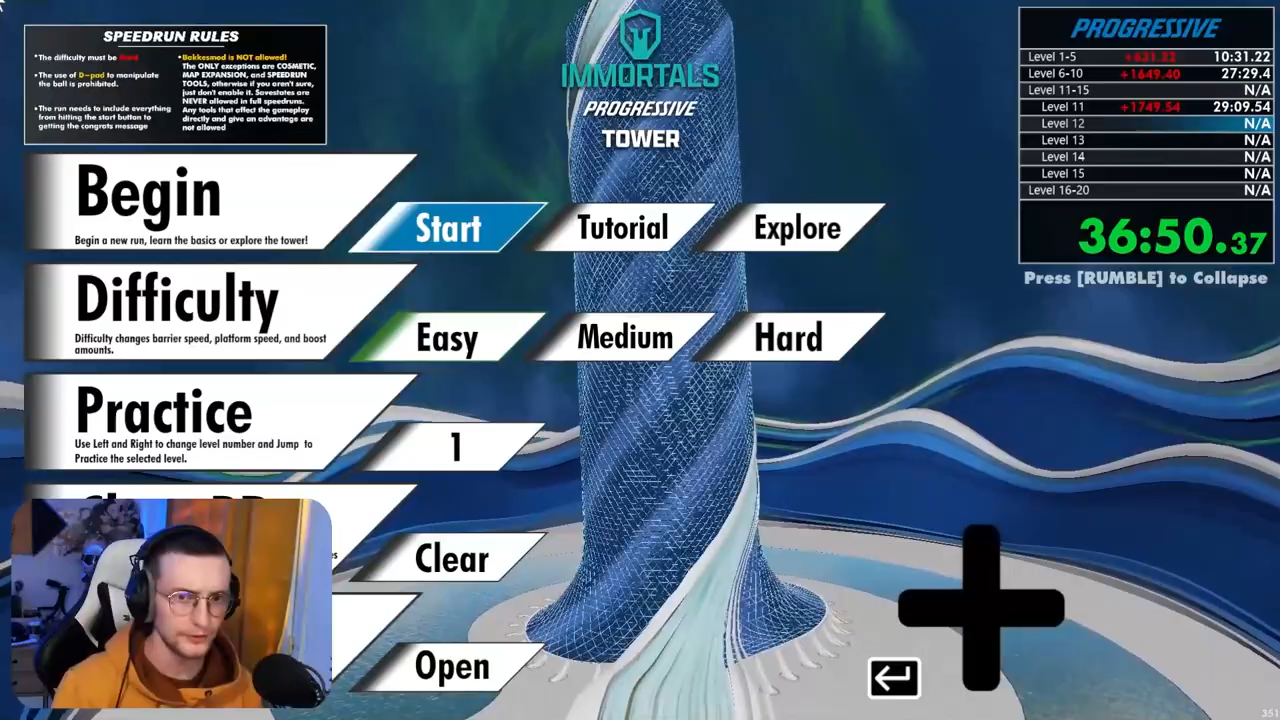 SPEEDRUN RULES
*The difficulty must be Hard
*The use of D-pad to manipulate
the ball is prohibited.
*The run needs to include everything
from hitting the start button to
getting the congrats message
*Bakkesmod is NOT allowed!
The ONLY exceptions are COSMETIC,
MAP EXPANSION, and SPEEDRUN
TOOLS, otherwise if you aren't sure,
just don't enable it. Savestates are
NEVER allowed in full speedruns.
Any tools that affect the gameplay
directly and give an advantage are
not allowed
IMMORTALS
PROGRESSIVE
TOWER
PROGRESSIVE
Level 1-5 +631.22 10:31.22
Level 6-10 +1649.40 27:29.4
Level 11-15 N/A
Level 11 +1749.54 29:09.54
Level 12 N/A
Level 13 N/A
Level 14 N/A
Level 15 N/A
Level 16-20 N/A
36:50.37
Press [RUMBLE] to Collapse
Begin
Begin a new run, learn the basics or explore the tower!
Start Tutorial Explore
Difficulty
Difficulty changes barrier speed, platform speed, and boost
amounts.
Easy Medium Hard
Practice
Use Left and Right to change level number and Jump to
Practice the selected level.
1
Clear
Open
351